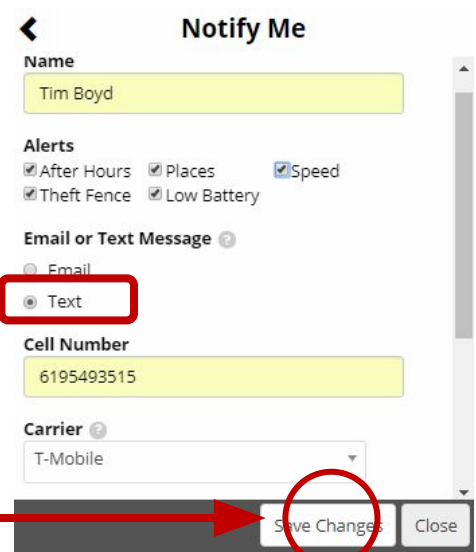 Notify Me
Name
Tim Boyd
Alerts
After Hours Places Speed
Theft Fence Low Battery
Email or Text Message
Email
Text
Cell Number
6195493515
Carrier
T-Mobile
Save Changes Close